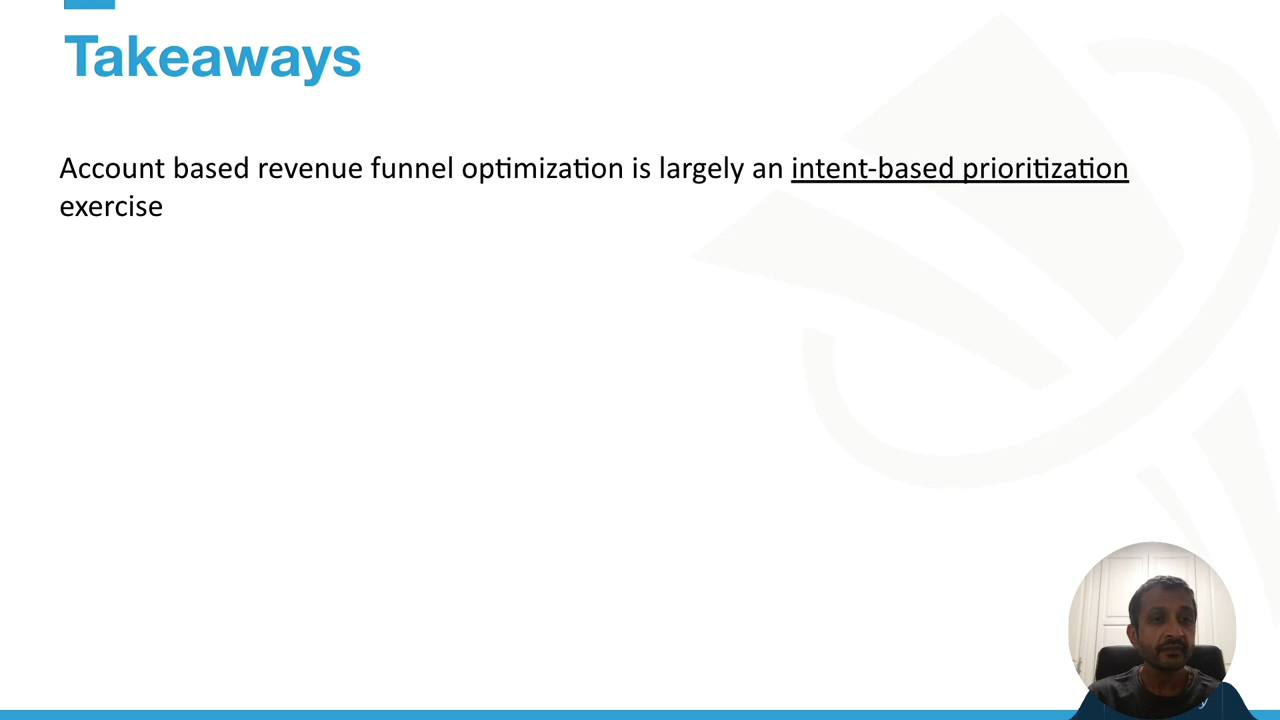 Takeaways
Account based revenue funnel optimization is largely an intent-based prioritization
exercise